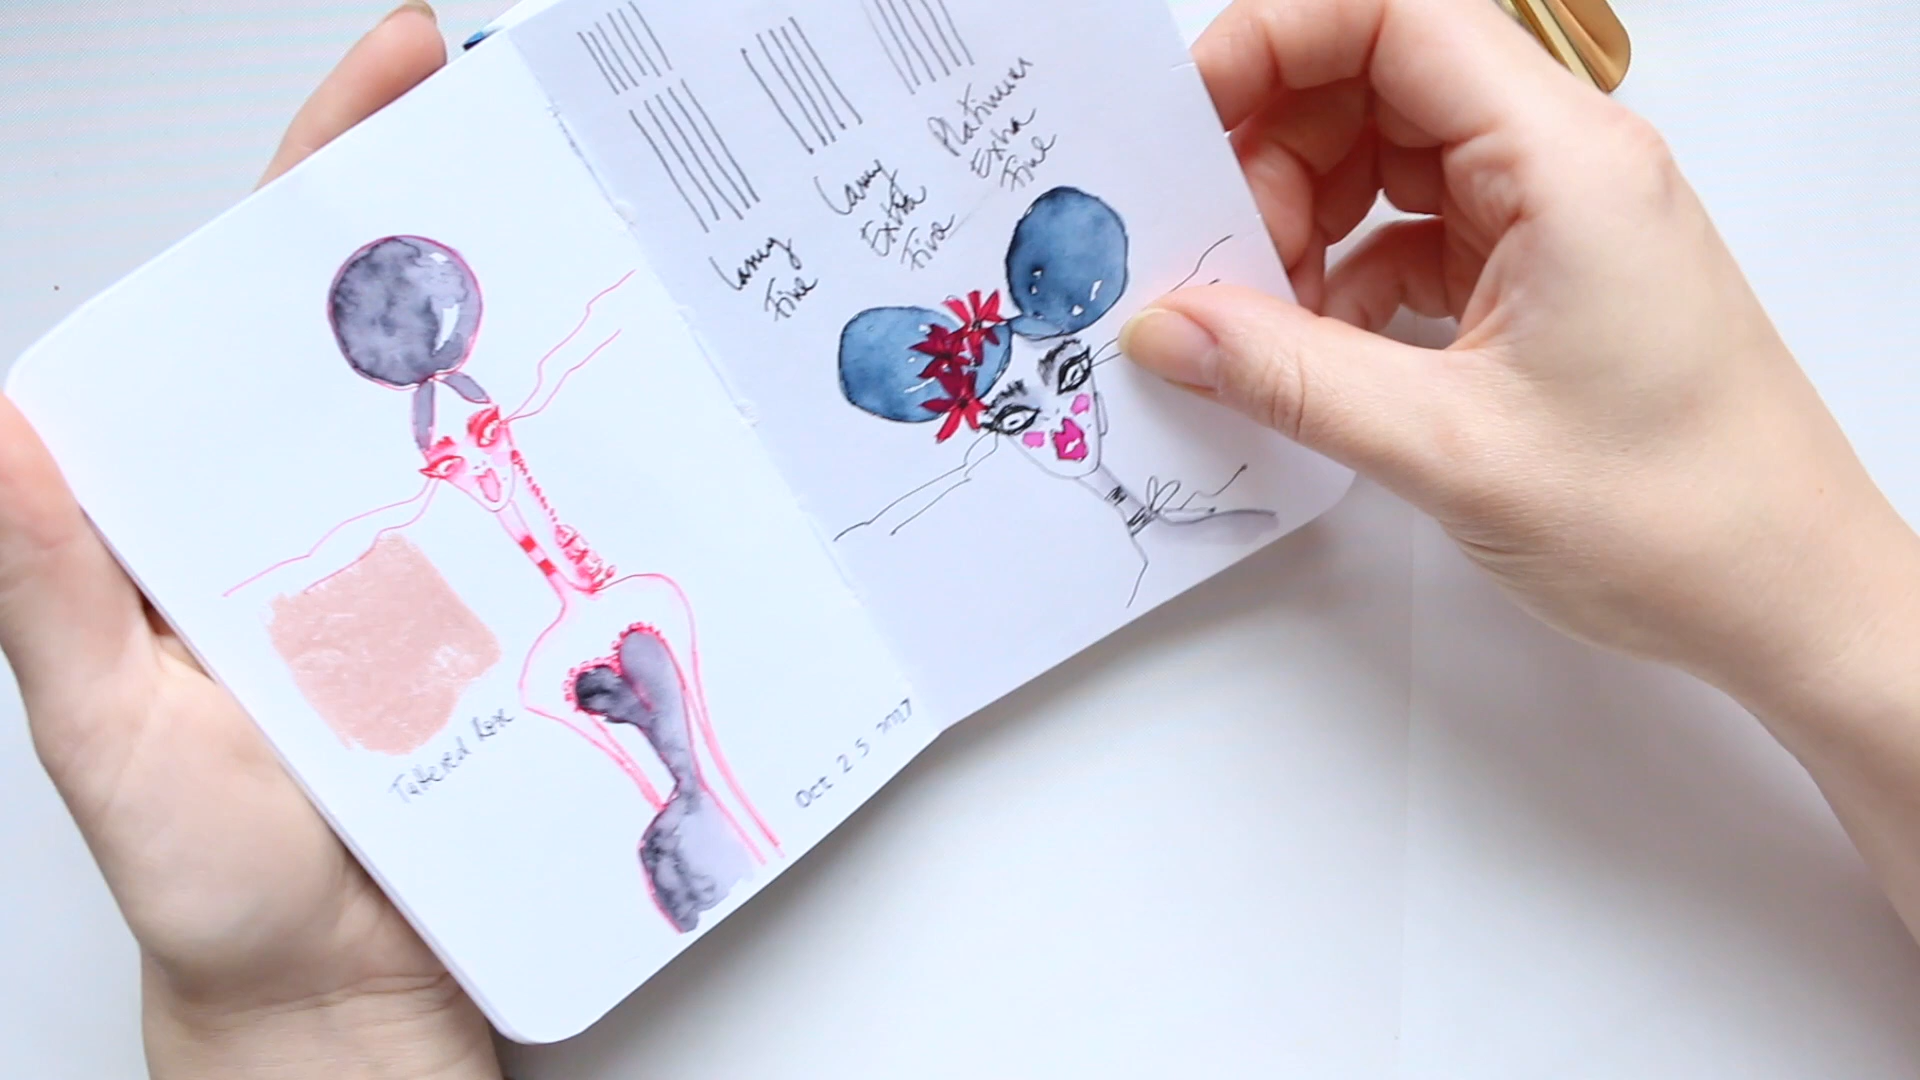 Tattered Rose
Oct 25 2017
Lamy
Fine
Lamy
Extra
Fine
Platinum
Extra
Fine